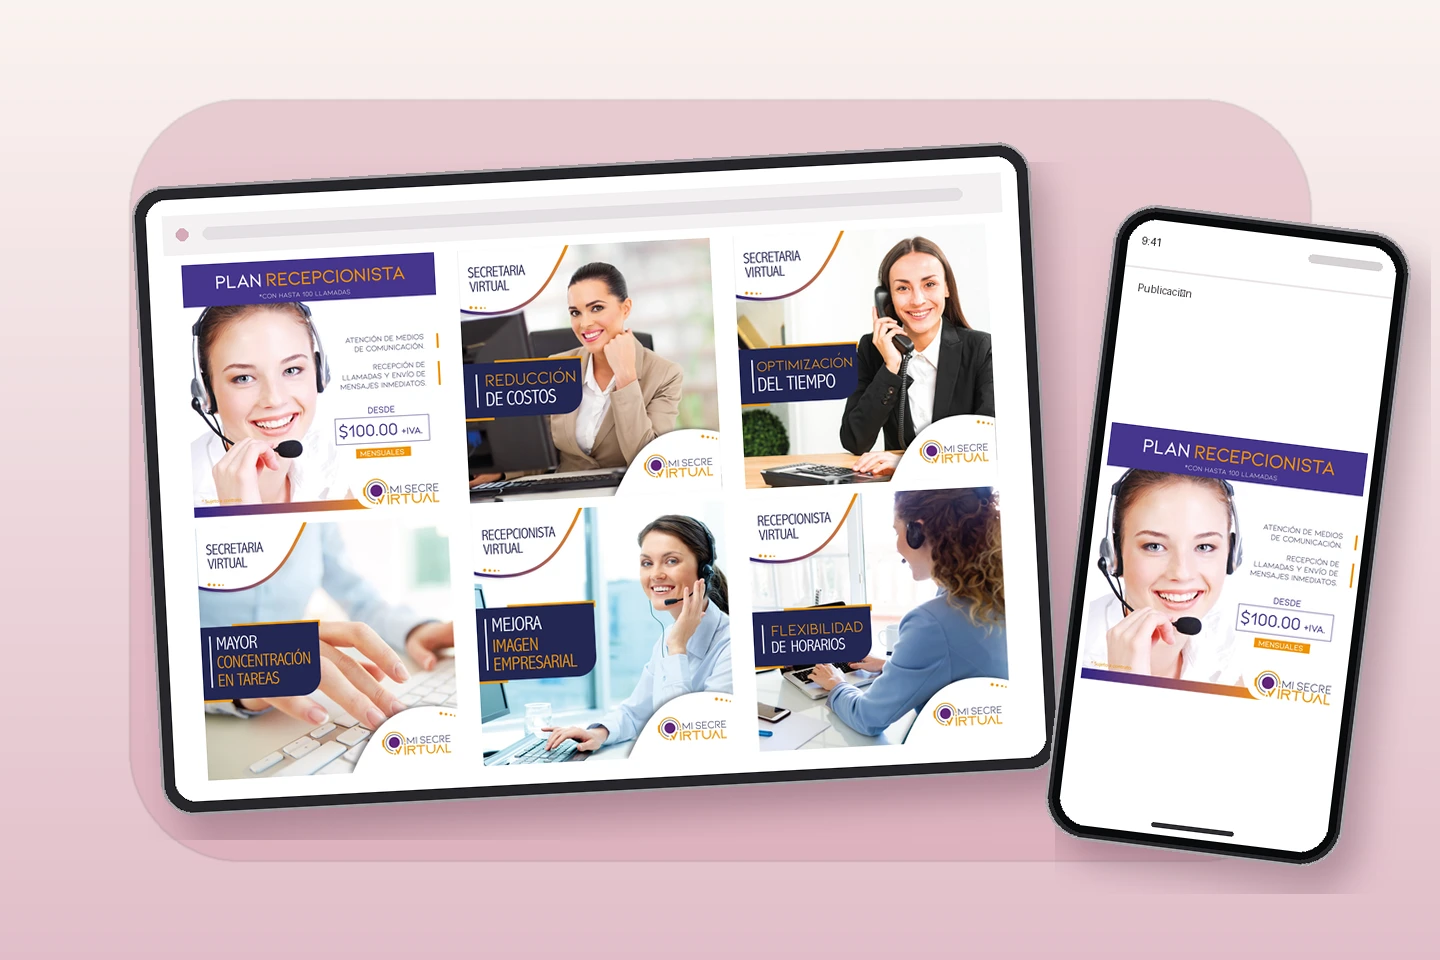 PLAN RECEPCIONISTA
*CON HASTA 100 LLAMADAS
ATENCIÓN DE MEDIOS
DE COMUNICACIÓN.
RECEPCIÓN DE
LLAMADAS Y ENVÍO DE
MENSAJES INMEDIATOS.
DESDE
$100.00 +IVA.
MENSUALES
MI SECRE
VIRTUAL
SECRETARIA
VIRTUAL
REDUCCIÓN
DE COSTOS
MI SECRE
VIRTUAL
SECRETARIA
VIRTUAL
OPTIMIZACIÓN
DEL TIEMPO
MI SECRE
VIRTUAL
SECRETARIA
VIRTUAL
MAYOR
CONCENTRACIÓN
EN TAREAS
MI SECRE
VIRTUAL
RECEPCIONISTA
VIRTUAL
MEJORA
IMAGEN
EMPRESARIAL
MI SECRE
VIRTUAL
RECEPCIONISTA
VIRTUAL
FLEXIBILIDAD
DE HORARIOS
MI SECRE
VIRTUAL
9:41
PLAN RECEPCIONISTA
*CON HASTA 100 LLAMADAS
ATENCIÓN DE MEDIOS
DE COMUNICACIÓN.
RECEPCIÓN DE
LLAMADAS Y ENVÍO DE
MENSAJES INMEDIATOS.
DESDE
$100.00 +IVA.
MENSUALES
MI SECRE
VIRTUAL